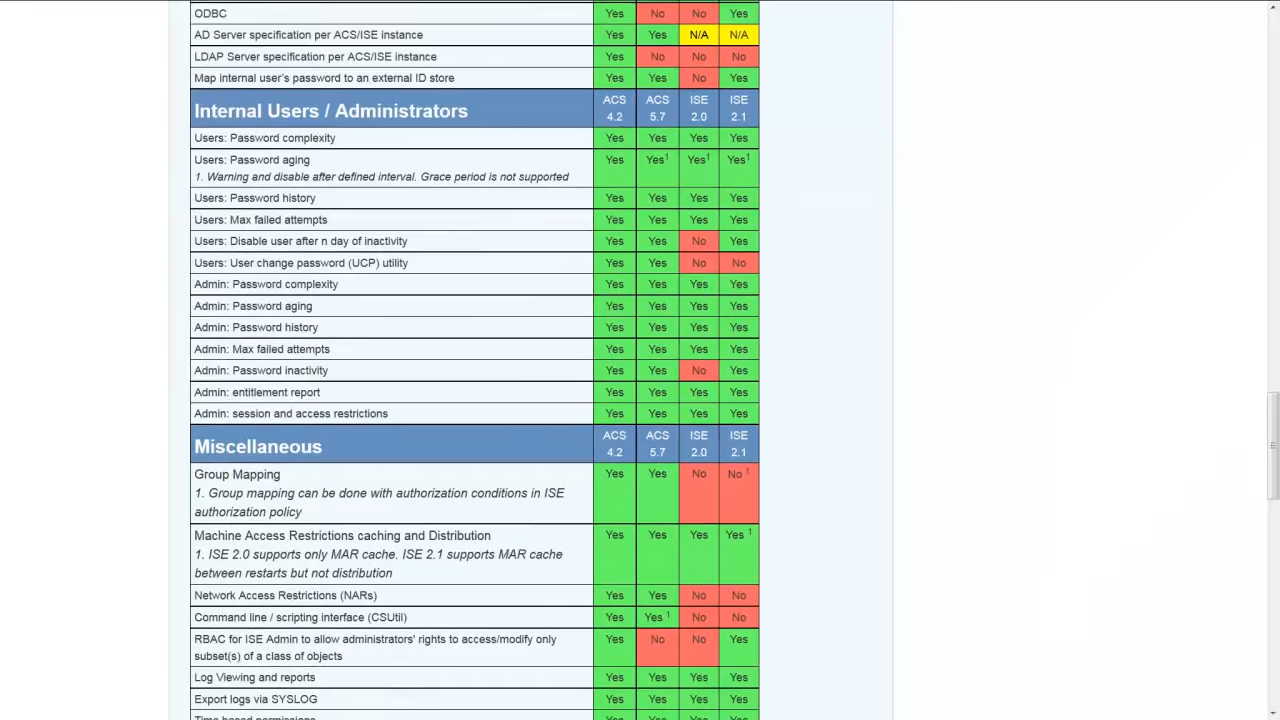 ODBC Yes No No Yes
AD Server specification per ACS/ISE instance Yes Yes N/A N/A
LDAP Server specification per ACS/ISE instance Yes No No No
Map internal user's password to an external ID store Yes Yes No Yes
Internal Users / Administrators ACS 4.2 ACS 5.7 ISE 2.0 ISE 2.1
Users: Password complexity Yes Yes Yes Yes
Users: Password aging Yes Yes¹ Yes¹ Yes¹
1. Warning and disable after defined interval. Grace period is not supported
Users: Password history Yes Yes Yes Yes
Users: Max failed attempts Yes Yes Yes Yes
Users: Disable user after n day of inactivity Yes Yes No Yes
Users: User change password (UCP) utility Yes Yes No No
Admin: Password complexity Yes Yes Yes Yes
Admin: Password aging Yes Yes Yes Yes
Admin: Password history Yes Yes Yes Yes
Admin: Max failed attempts Yes Yes Yes Yes
Admin: Password inactivity Yes Yes No Yes
Admin: entitlement report Yes Yes Yes Yes
Admin: session and access restrictions Yes Yes Yes Yes
Miscellaneous ACS 4.2 ACS 5.7 ISE 2.0 ISE 2.1
Group Mapping Yes Yes No No ¹
1. Group mapping can be done with authorization conditions in ISE
authorization policy
Machine Access Restrictions caching and Distribution Yes Yes Yes Yes ¹
1. ISE 2.0 supports only MAR cache. ISE 2.1 supports MAR cache
between restarts but not distribution
Network Access Restrictions (NARs) Yes Yes No No
Command line / scripting interface (CSUtil) Yes Yes ¹ No No
RBAC for ISE Admin to allow administrators' rights to access/modify only Yes No No Yes
subset(s) of a class of objects
Log Viewing and reports Yes Yes Yes Yes
Export logs via SYSLOG Yes Yes Yes Yes
Time based permissions